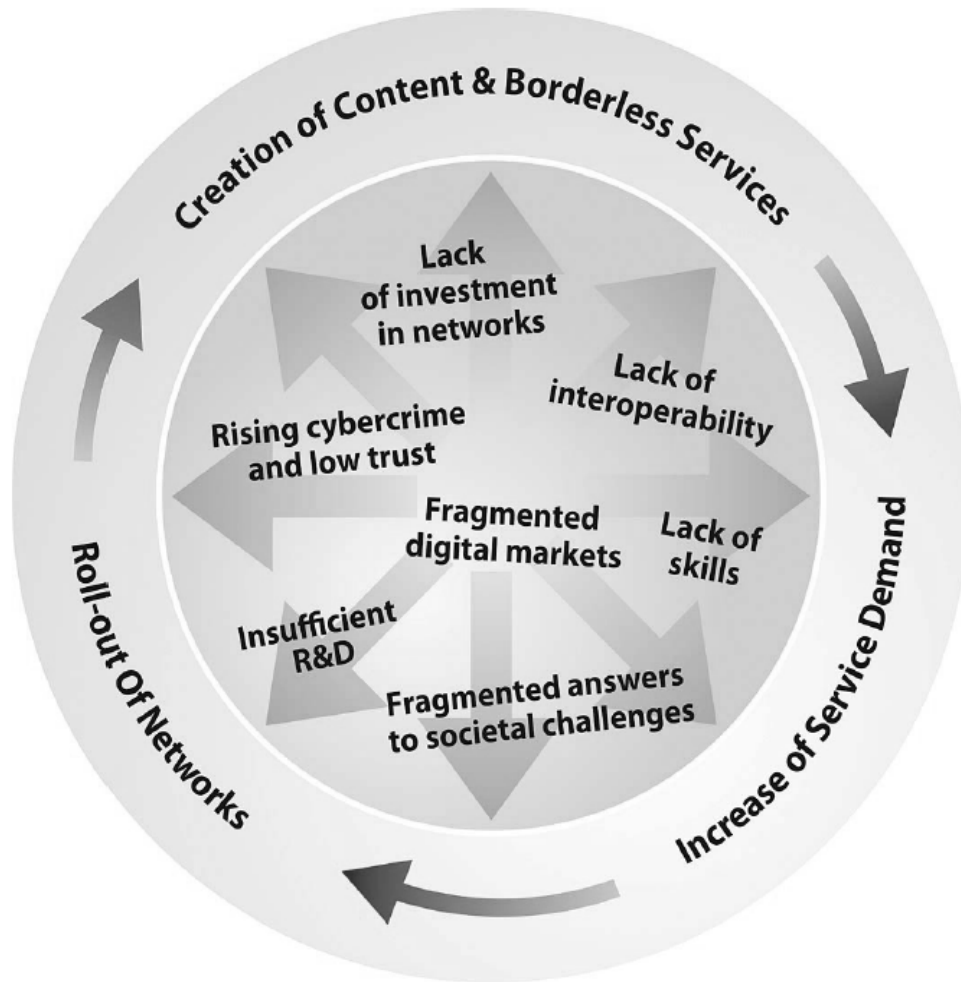 Creation of Content & Borderless Services
Lack
of investment
in networks
Lack of
interoperability
Rising cybercrime
and low trust
Fragmented
digital markets
Lack of
skills
Insufficient
R&D
Fragmented answers
to societal challenges
Increase of Service Demand
Roll-out Of Networks